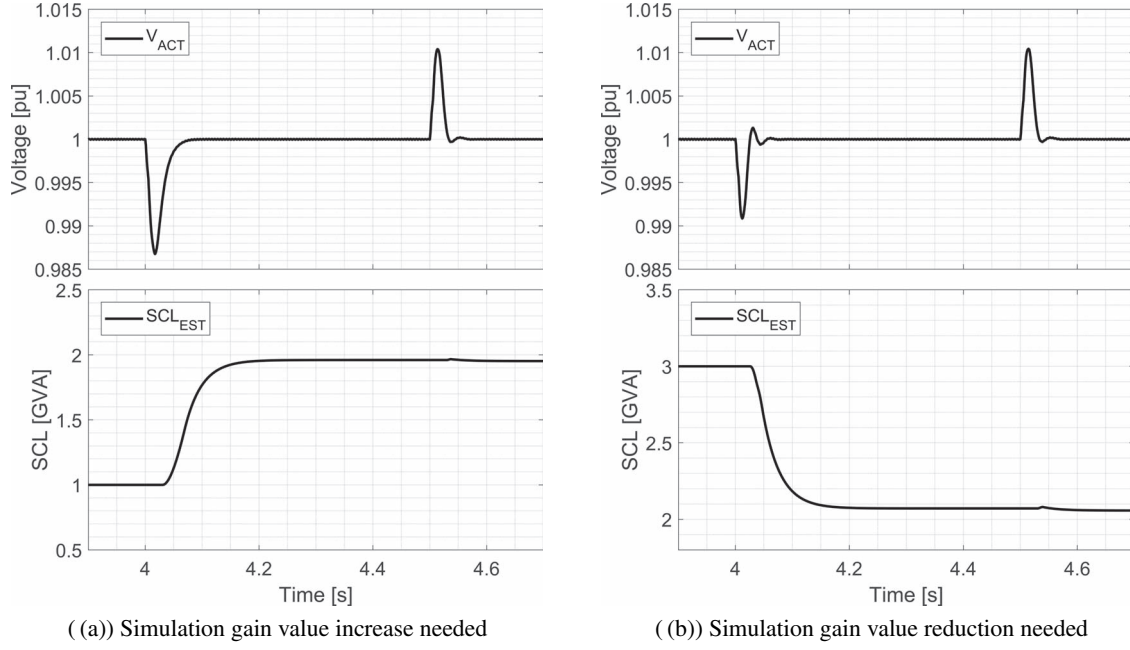 1.015
1.01
1.005
1
0.995
0.99
0.985
Voltage [pu]
V_ACT
2.5
2
1.5
1
0.5
SCL [GVA]
SCL_EST
4
4.2
4.4
4.6
Time [s]
((a)) Simulation gain value increase needed
1.015
1.01
1.005
1
0.995
0.99
0.985
Voltage [pu]
V_ACT
3.5
3
2.5
2
SCL [GVA]
SCL_EST
4
4.2
4.4
4.6
Time [s]
((b)) Simulation gain value reduction needed